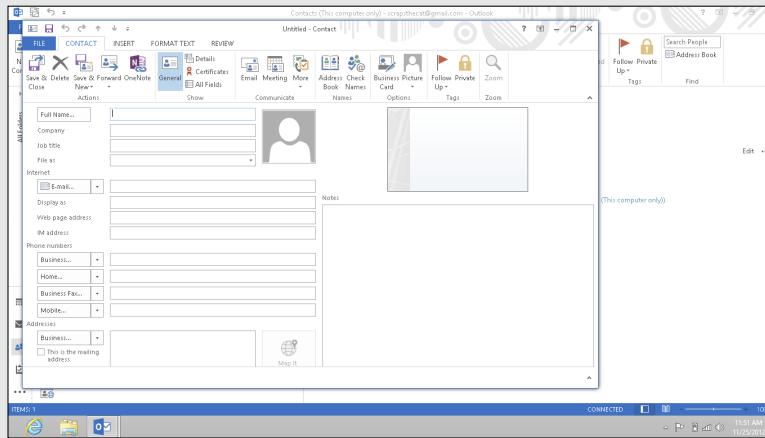 Contacts (This computer only) - scrapsthecat@gmail.com - Outlook
Untitled - Contact
FILE CONTACT INSERT FORMAT TEXT REVIEW
Save & Close
Delete
Save & New
Forward
OneNote
Actions
General
Details
Certificates
All Fields
Show
Email
Meeting
More
Communicate
Address Book
Check Names
Names
Business Card
Picture
Options
Follow Up
Private
Tags
Zoom
Zoom
Follow Up
Private
Tags
Search People
Address Book
Find
Full Name...
Company
Job title
File as
Internet
E-mail...
Display as
Web page address
IM address
Phone numbers
Business...
Home...
Business Fax...
Mobile...
Addresses
Business...
This is the mailing
address
Map It
Notes
Edit
(This computer only))
ITEMS: 1
CONNECTED
11:51 AM